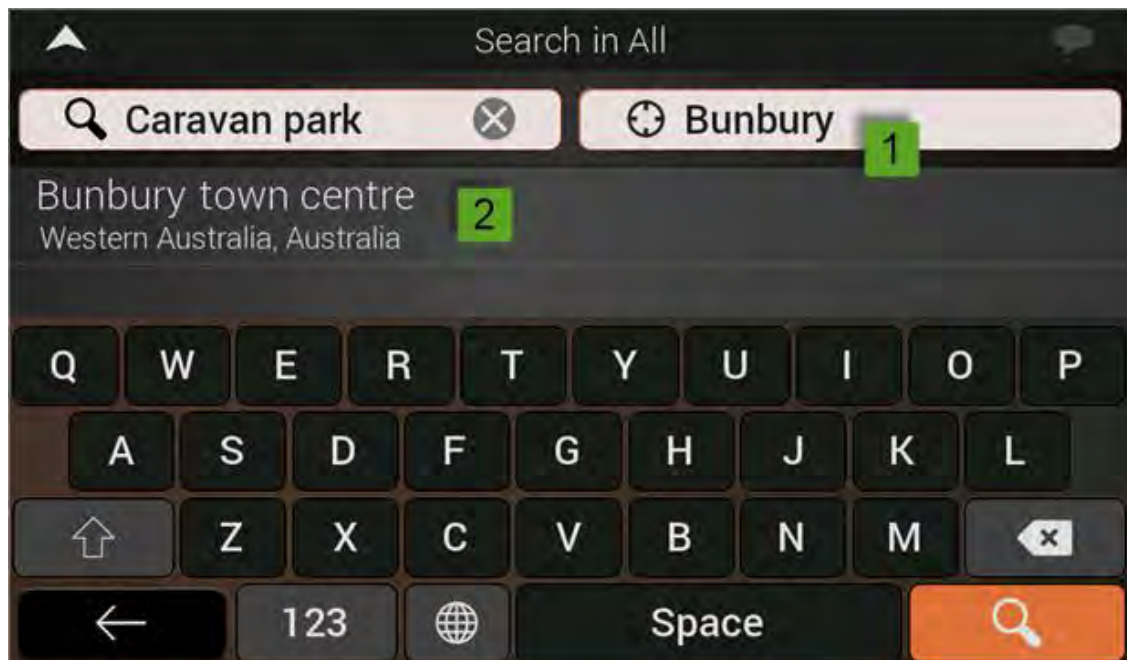 Search in All
Caravan park Bunbury 1
Bunbury town centre 2
Western Australia, Australia
Q W E R T Y U I O P
A S D F G H J K L
Z X C V B N M
123 Space